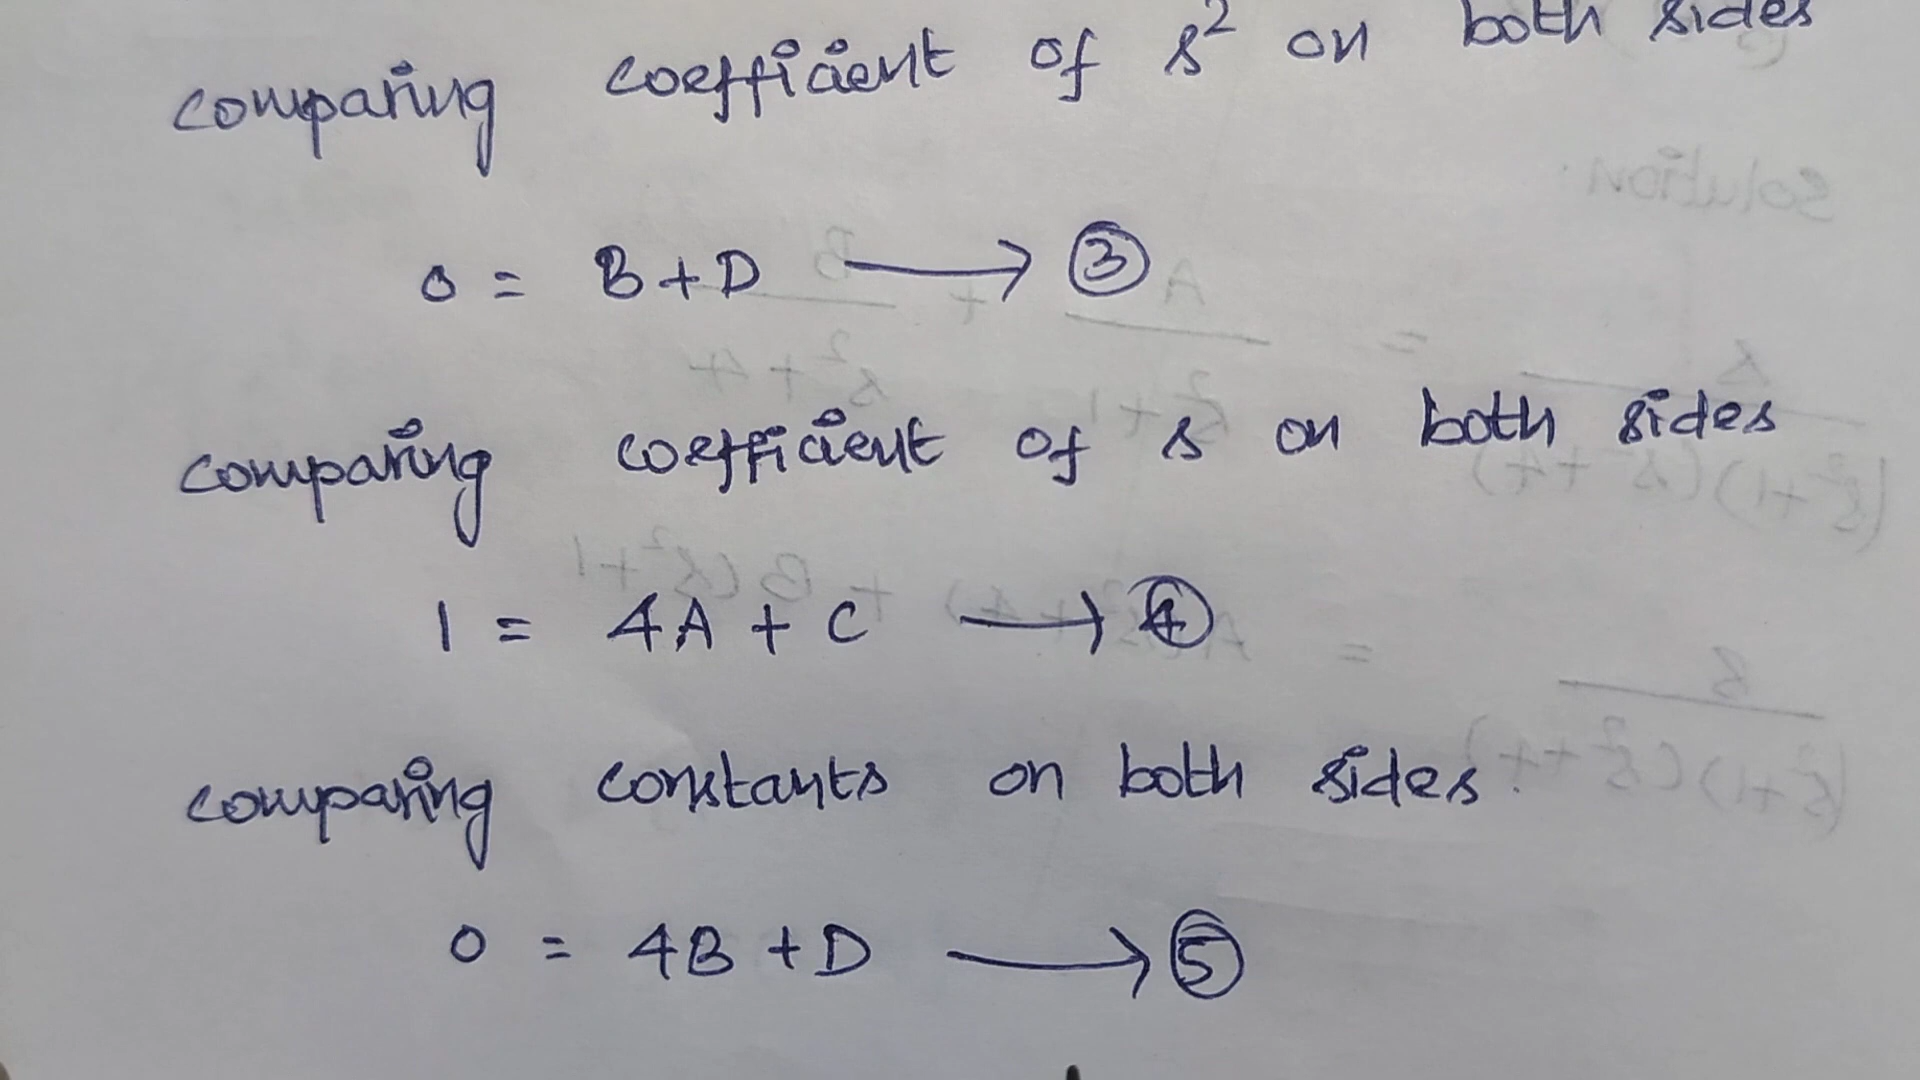 comparing coefficient of s² on both sides
0 = B + D ⟶ ③
comparing coefficient of s on both sides
1 = 4A + C ⟶ ④
comparing constants on both sides.
0 = 4B + D ⟶ ⑤
Solution: